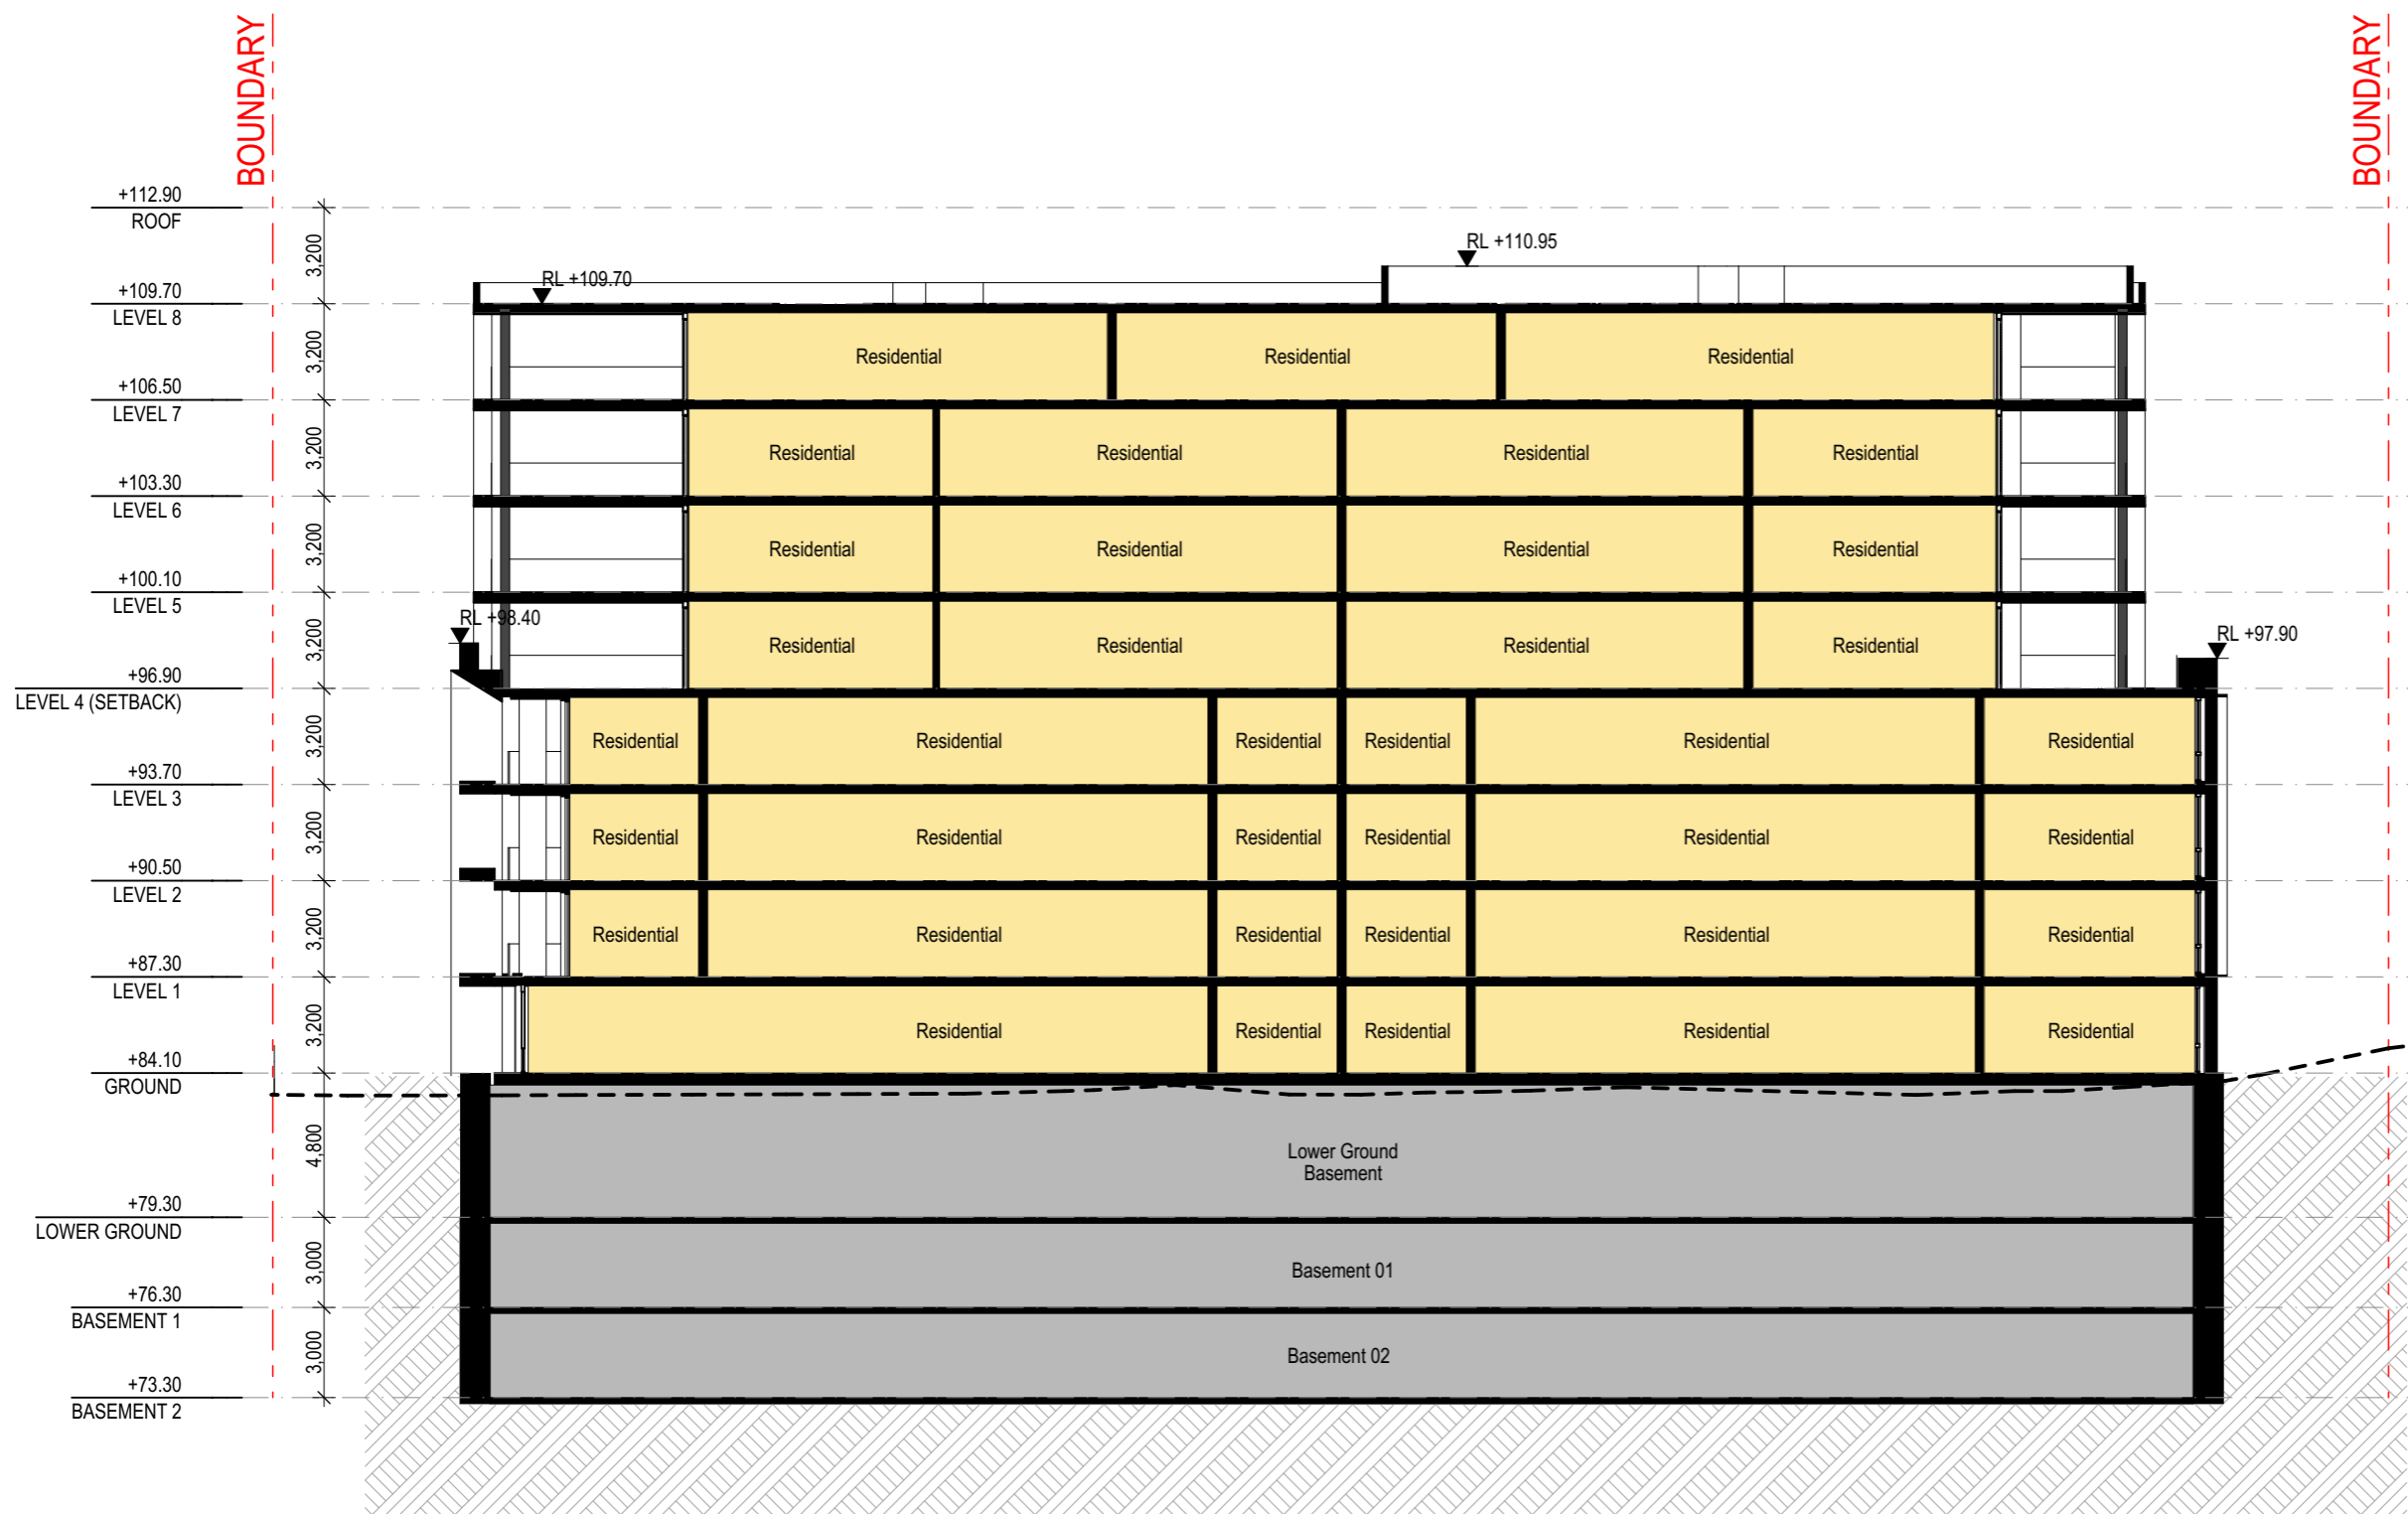 BOUNDARY
BOUNDARY
+112.90
ROOF
3,200
RL +110.95
RL +109.70
+109.70
LEVEL 8
3,200
Residential
Residential
Residential
+106.50
LEVEL 7
3,200
Residential
Residential
Residential
Residential
+103.30
LEVEL 6
3,200
Residential
Residential
Residential
Residential
+100.10
LEVEL 5
RL +98.40
RL +97.90
3,200
Residential
Residential
Residential
Residential
+96.90
LEVEL 4 (SETBACK)
3,200
Residential
Residential
Residential
Residential
Residential
Residential
+93.70
LEVEL 3
3,200
Residential
Residential
Residential
Residential
Residential
Residential
+90.50
LEVEL 2
3,200
Residential
Residential
Residential
Residential
Residential
Residential
+87.30
LEVEL 1
3,200
Residential
Residential
Residential
Residential
Residential
+84.10
GROUND
4,800
Lower Ground
Basement
+79.30
LOWER GROUND
3,000
Basement 01
+76.30
BASEMENT 1
3,000
Basement 02
+73.30
BASEMENT 2